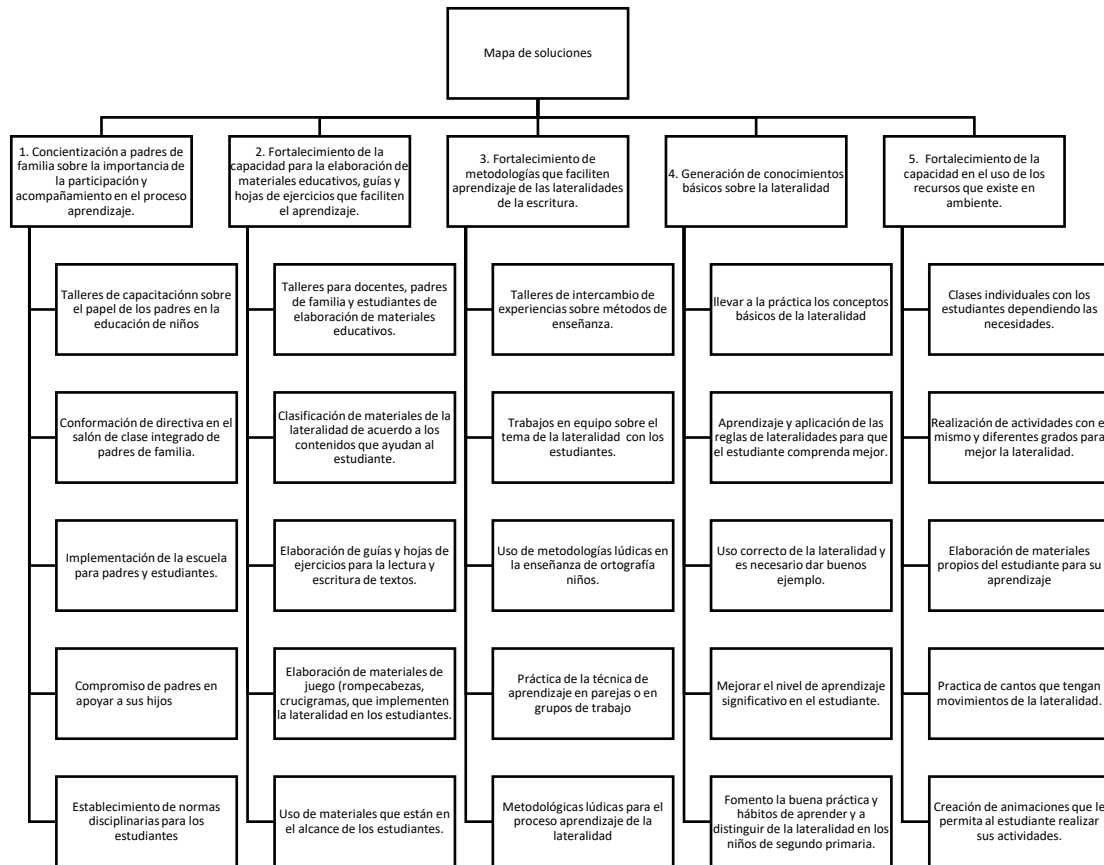 Mapa de soluciones
1. Concientización a padres de
familia sobre la importancia de
la participación y
acompañamiento en el proceso
aprendizaje.
Talleres de capacitaciónn sobre
el papel de los padres en la
educación de niños
Conformación de directiva en el
salón de clase integrado de
padres de familia.
Implementación de la escuela
para padres y estudiantes.
Compromiso de padres en
apoyar a sus hijos
Establecimiento de normas
disciplinarias para los
estudiantes
2. Fortalecimiento de la
capacidad para la elaboración de
materiales educativos, guías y
hojas de ejercicios que faciliten
el aprendizaje.
Talleres para docentes, padres
de familia y estudiantes de
elaboración de materiales
educativos.
Clasificación de materiales de la
lateralidad de acuerdo a los
contenidos que ayudan al
estudiante.
Elaboración de guías y hojas de
ejercicios para la lectura y
escritura de textos.
Elaboración de materiales de
juego (rompecabezas,
crucigramas, que implementen
la lateralidad en los estudiantes.
Uso de materiales que están en
el alcance de los estudiantes.
3. Fortalecimiento de
metodologías que faciliten
aprendizaje de las lateralidades
de la escritura.
Talleres de intercambio de
experiencias sobre métodos de
enseñanza.
Trabajos en equipo sobre el
tema de la lateralidad con los
estudiantes.
Uso de metodologías lúdicas en
la enseñanza de ortografía
niños.
Práctica de la técnica de
aprendizaje en parejas o en
grupos de trabajo
Metodológicas lúdicas para el
proceso aprendizaje de la
lateralidad
4. Generación de conocimientos
básicos sobre la lateralidad
llevar a la práctica los conceptos
básicos de la lateralidad
Aprendizaje y aplicación de las
reglas de lateralidades para que
el estudiante comprenda mejor.
Uso correcto de la lateralidad y
es necesario dar buenos
ejemplo.
Mejorar el nivel de aprendizaje
significativo en el estudiante.
Fomento la buena práctica y
hábitos de aprender y a
distinguir de la lateralidad en los
niños de segundo primaria.
5. Fortalecimiento de la
capacidad en el uso de los
recursos que existe en
ambiente.
Clases individuales con los
estudiantes dependiendo las
necesidades.
Realización de actividades con e
mismo y diferentes grados para
mejor la lateralidad.
Elaboración de materiales
propios del estudiante para su
aprendizaje
Practica de cantos que tengan
movimientos de la lateralidad.
Creación de animaciones que le
permita al estudiante realizar
sus actividades.